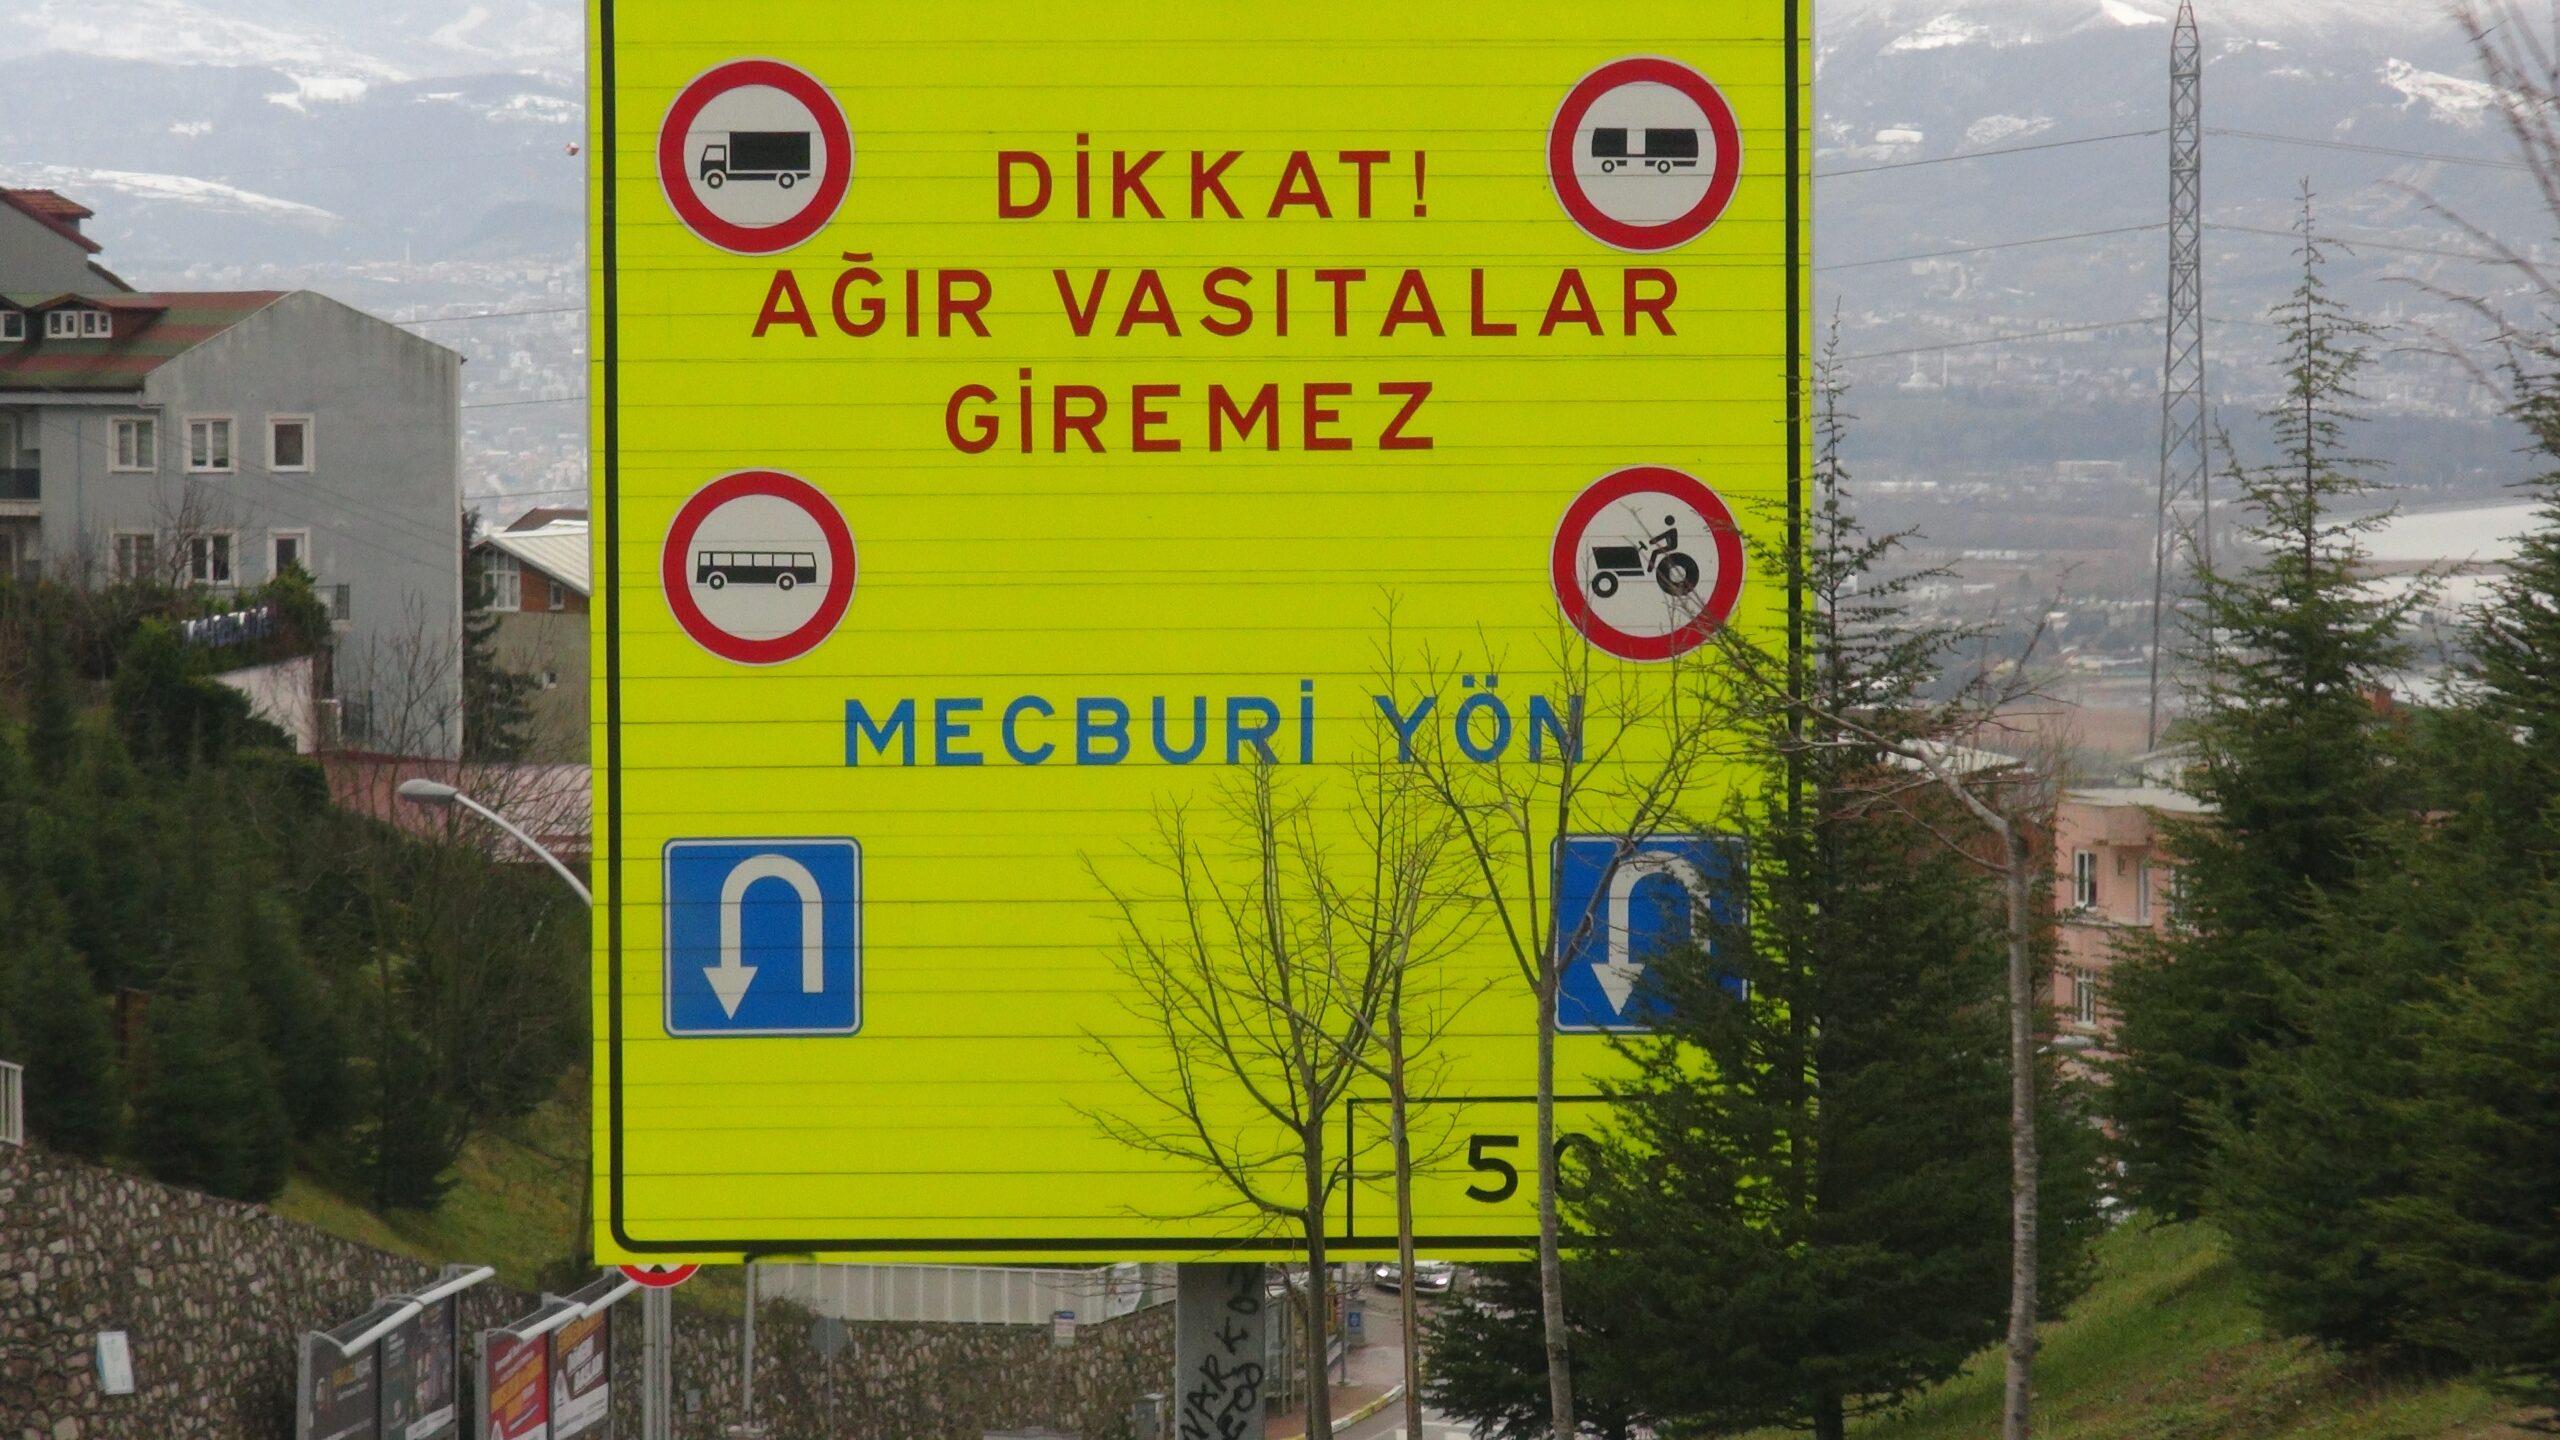 DİKKAT!
AĞIR VASITALAR
GİREMEZ
MECBURİ YÖN